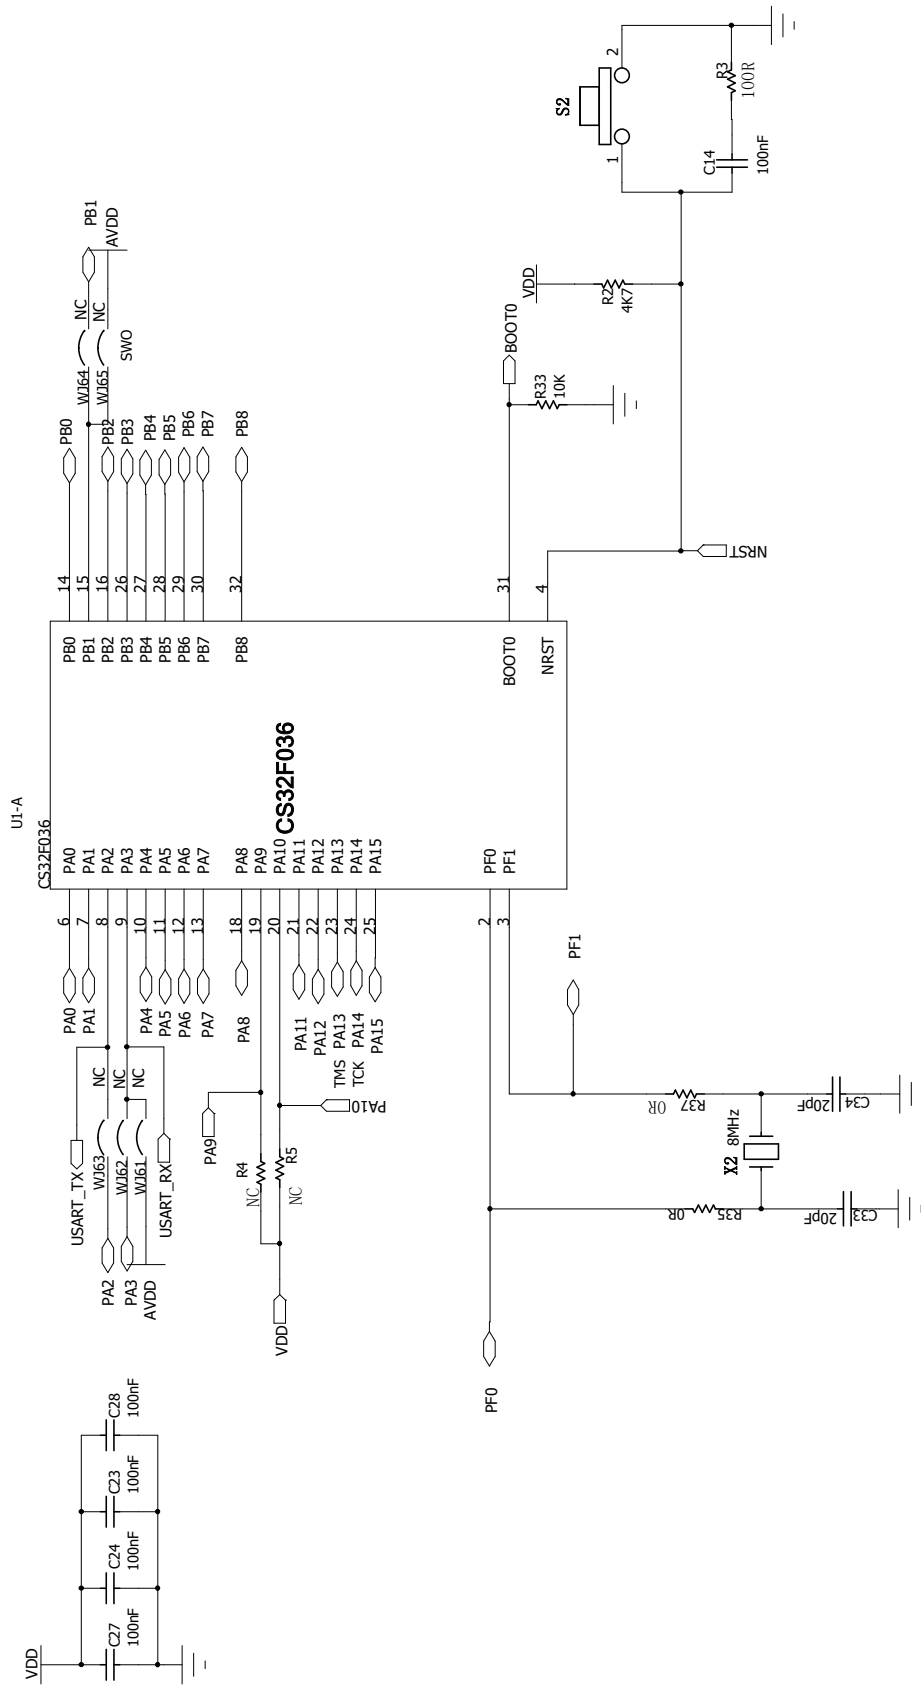 VDD
C27
100nF
C24
100nF
C23
100nF
C28
100nF
U1-A
CS32F036
CS32F036
PA0
PA1
PA2
PA3
PA4
PA5
PA6
PA7
PA8
PA9
PA10
PA11
PA12
PA13
PA14
PA15
PF0
PF1
6
7
8
9
10
11
12
13
18
19
20
21
22
23
24
25
2
3
PA0
PA1
PA4
PA5
PA6
PA7
PA8
PA11
PA12
TMS PA13
TCK PA14
PA15
USART_TX
NC
NC
NC
WJ63
WJ62
WJ61
USART_RX
PA2
PA3
AVDD
PA9
PA10
R4
NC
R5
NC
VDD
PF0
PF1
R37
0R
R35
0R
X2
8MHz
C34
20pF
C33
20pF
PB0
PB1
PB2
PB3
PB4
PB5
PB6
PB7
PB8
BOOT0
NRST
14
15
16
26
27
28
29
30
32
31
4
PB0
PB2
PB3
PB4
PB5
PB6
PB7
PB8
WJ64
NC
PB1
WJ65
NC
AVDD
SWO
BOOT0
R33
10K
NRST
VDD
R2
4K7
S2
1
2
C14
100nF
R3
100R